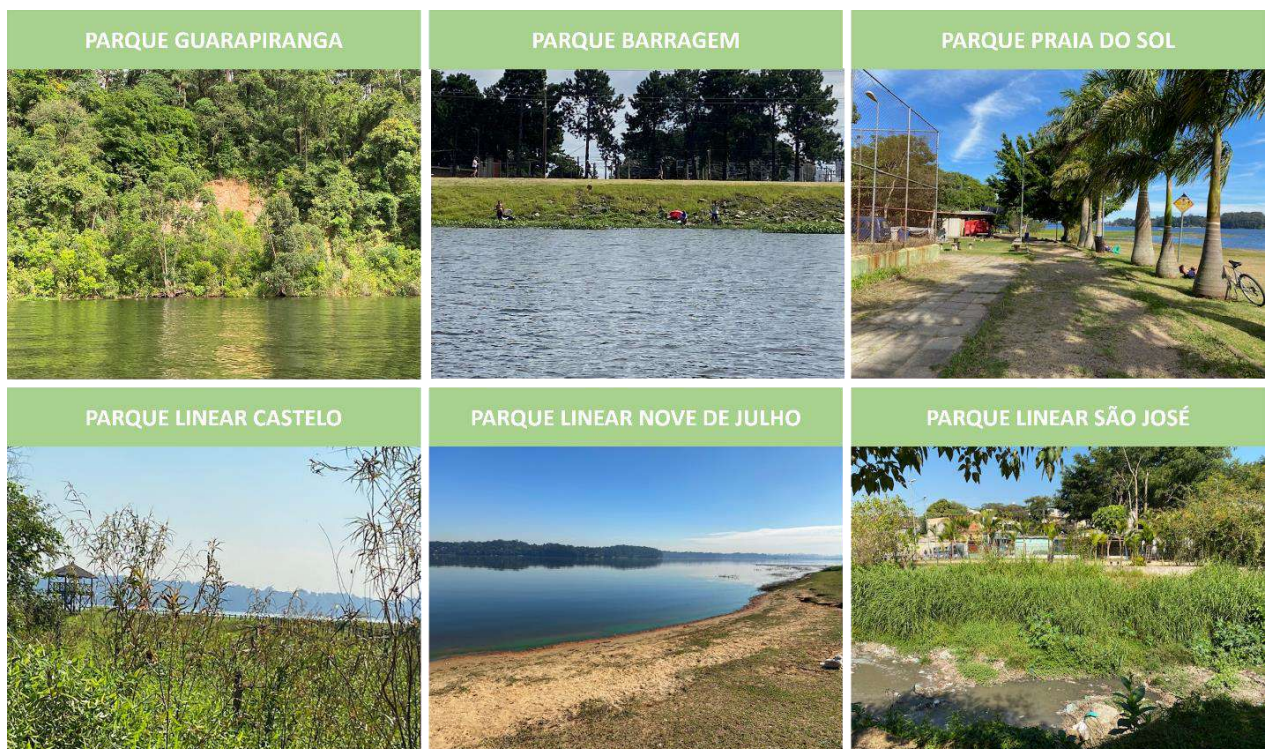 PARQUE GUARAPIRANGA
PARQUE BARRAGEM
PARQUE PRAIA DO SOL
PARQUE LINEAR CASTELO
PARQUE LINEAR NOVE DE JULHO
PARQUE LINEAR SÃO JOSÉ